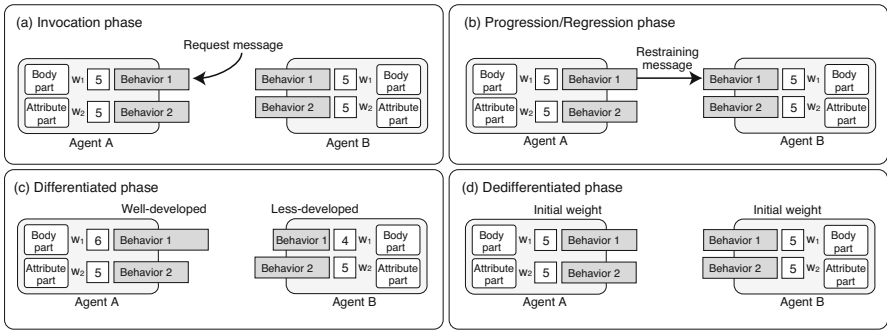 (a) Invocation phase
Request message
Body
part
w1 5 Behavior 1
Attribute
part
w2 5 Behavior 2
Agent A
Behavior 1 5 w1
Body
part
Behavior 2 5 w2
Attribute
part
Agent B
(b) Progression/Regression phase
Restraining
message
Body
part
w1 5 Behavior 1
Attribute
part
w2 5 Behavior 2
Agent A
Behavior 1 5 w1
Body
part
Behavior 2 5 w2
Attribute
part
Agent B
(c) Differentiated phase
Well-developed
Less-developed
Body
part
w1 6 Behavior 1
Attribute
part
w2 5 Behavior 2
Agent A
Behavior 1 4 w1
Body
part
Behavior 2 5 w2
Attribute
part
Agent B
(d) Dedifferentiated phase
Initial weight
Initial weight
Body
part
w1 5 Behavior 1
Attribute
part
w2 5 Behavior 2
Agent A
Behavior 1 5 w1
Body
part
Behavior 2 5 w2
Attribute
part
Agent B